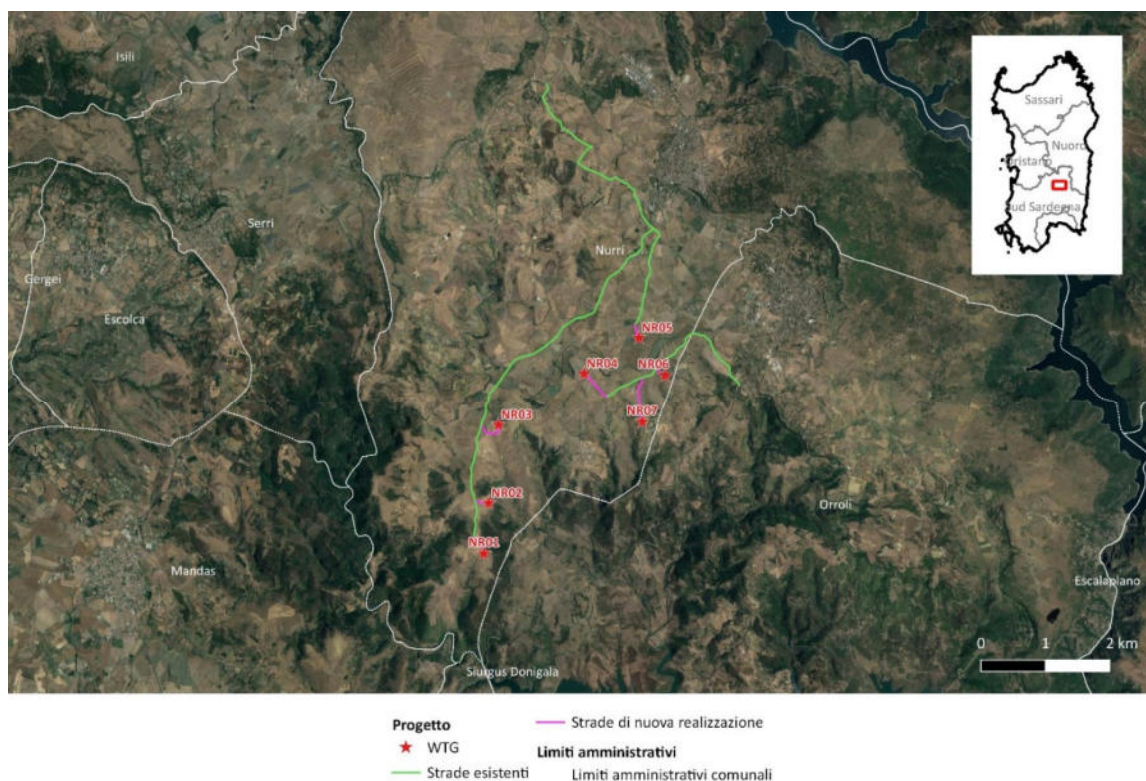 Isili
Sassari
Nuoro
Oristano
Sud Sardegna
Serri
Nurri
Gergei
Escolca
NR05
NR04
NR06
NR03
NR07
NR02
Orroli
NR01
Mandas
Escalaplano
0 1 2 km
Siurgus Donigala
Progetto
WTG
Strade esistenti
Strade di nuova realizzazione
Limiti amministrativi
Limiti amministrativi comunali